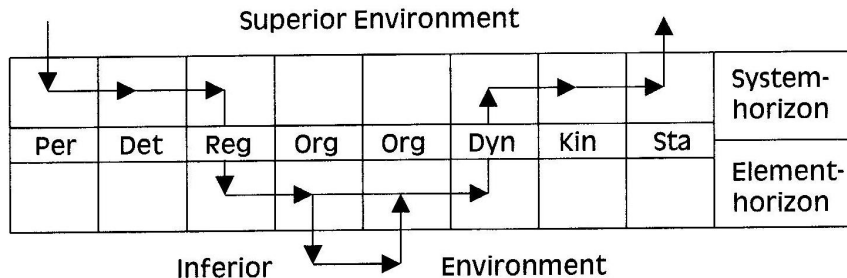 Superior Environment
System-
horizon
Per Det Reg Org Org Dyn Kin Sta
Element-
horizon
Inferior Environment